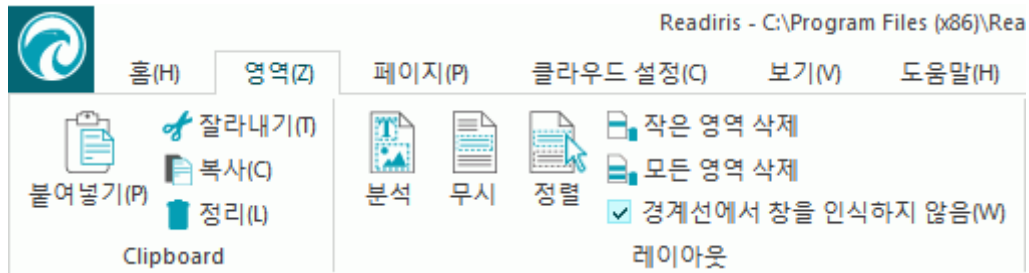 Readiris - C:\Program Files (x86)\Rea
홈(H) 영역(Z) 페이지(P) 클라우드 설정(C) 보기(V) 도움말(H)
붙여넣기(P)
잘라내기(T)
복사(C)
정리(L)
Clipboard
분석
무시
정렬
작은 영역 삭제
모든 영역 삭제
경계선에서 창을 인식하지 않음(W)
레이아웃